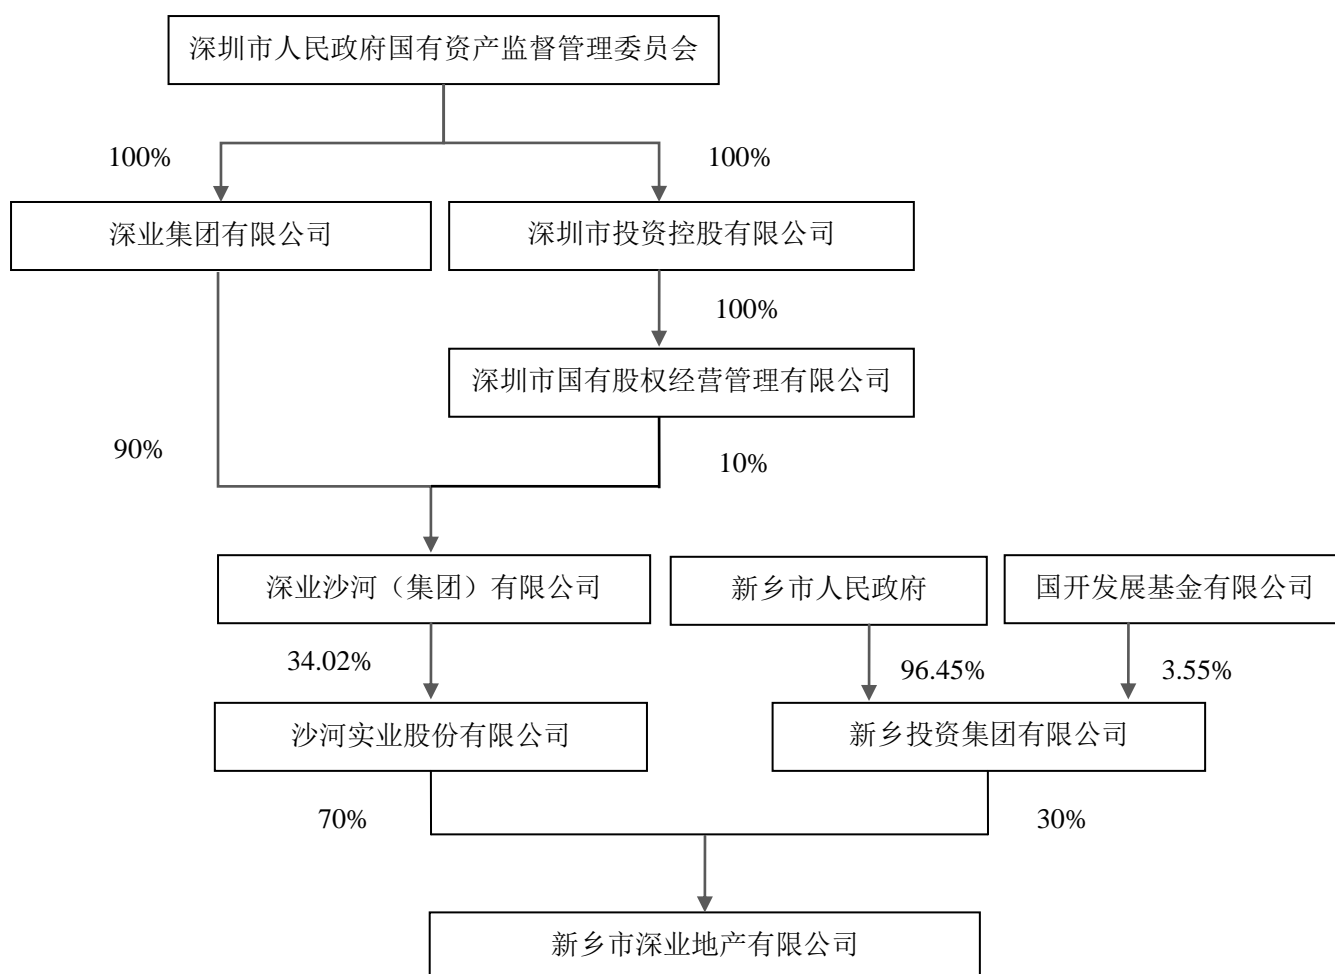 深圳市人民政府国有资产监督管理委员会
100%
100%
深业集团有限公司
深圳市投资控股有限公司
100%
深圳市国有股权经营管理有限公司
90%
10%
深业沙河（集团）有限公司
新乡市人民政府
国开发展基金有限公司
34.02%
96.45%
3.55%
沙河实业股份有限公司
新乡投资集团有限公司
70%
30%
新乡市深业地产有限公司